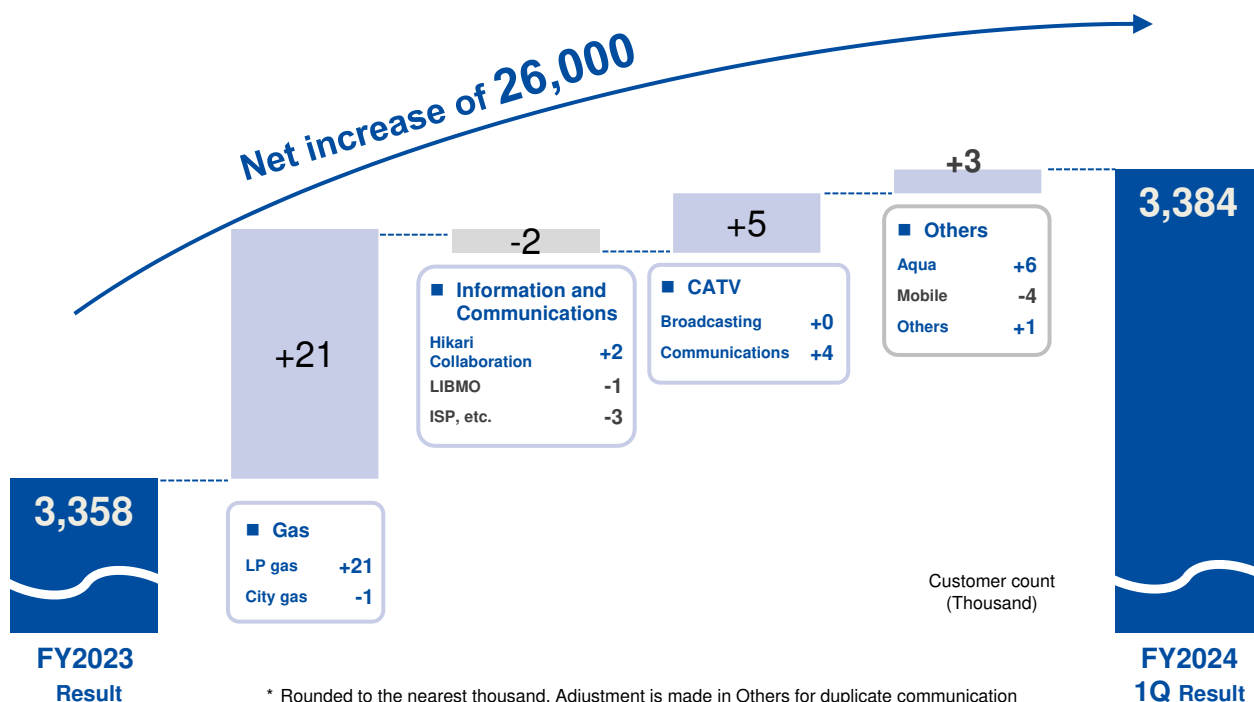 Net increase of 26,000
+3
3,384
+5
-2
+21
3,358
■ Others
Aqua +6
Mobile -4
Others +1
■ CATV
Broadcasting +0
Communications +4
■ Information and
Communications
Hikari
Collaboration +2
LIBMO -1
ISP, etc. -3
■ Gas
LP gas +21
City gas -1
Customer count
(Thousand)
FY2023
Result
FY2024
1Q Result
* Rounded to the nearest thousand. Adjustment is made in Others for duplicate communication